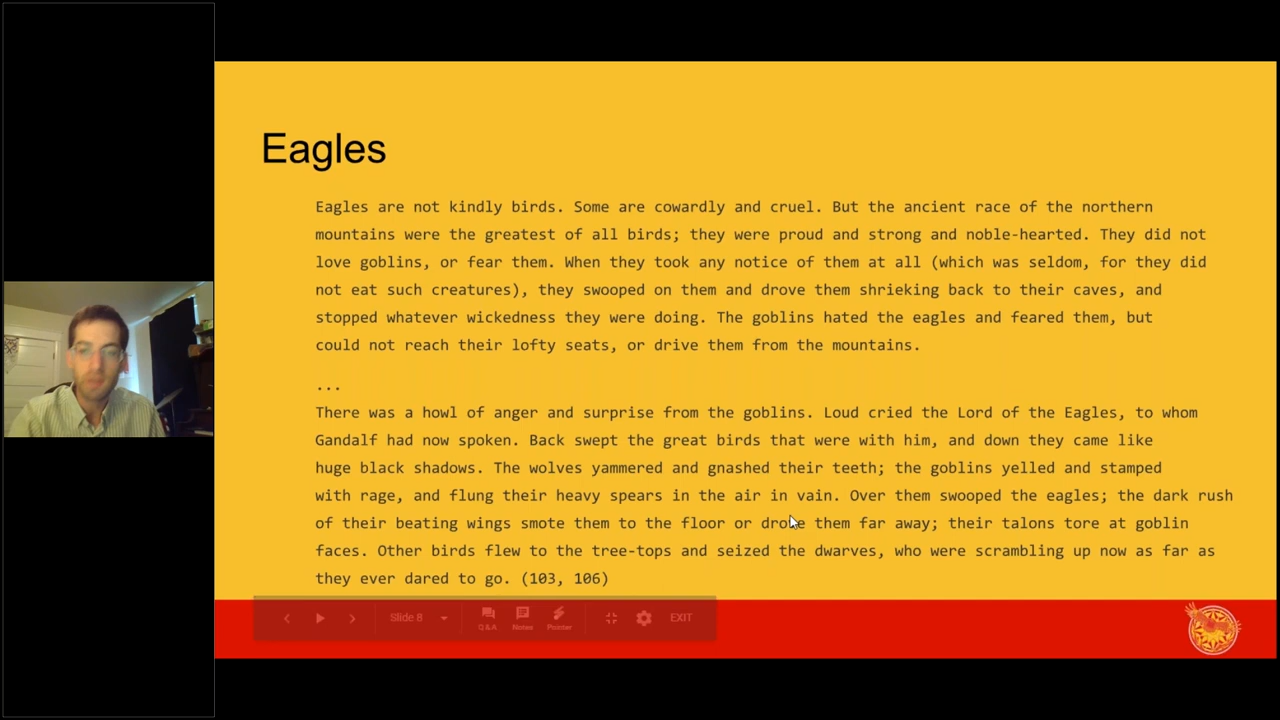 Eagles
Eagles are not kindly birds. Some are cowardly and cruel. But the ancient race of the northern
mountains were the greatest of all birds; they were proud and strong and noble-hearted. They did not
love goblins, or fear them. When they took any notice of them at all (which was seldom, for they did
not eat such creatures), they swooped on them and drove them shrieking back to their caves, and
stopped whatever wickedness they were doing. The goblins hated the eagles and feared them, but
could not reach their lofty seats, or drive them from the mountains.
...
There was a howl of anger and surprise from the goblins. Loud cried the Lord of the Eagles, to whom
Gandalf had now spoken. Back swept the great birds that were with him, and down they came like
huge black shadows. The wolves yammered and gnashed their teeth; the goblins yelled and stamped
with rage, and flung their heavy spears in the air in vain. Over them swooped the eagles; the dark rush
of their beating wings smote them to the floor or drove them far away; their talons tore at goblin
faces. Other birds flew to the tree-tops and seized the dwarves, who were scrambling up now as far as
they ever dared to go. (103, 106)
Slide 8
Q&A
Notes
Pointer
EXIT